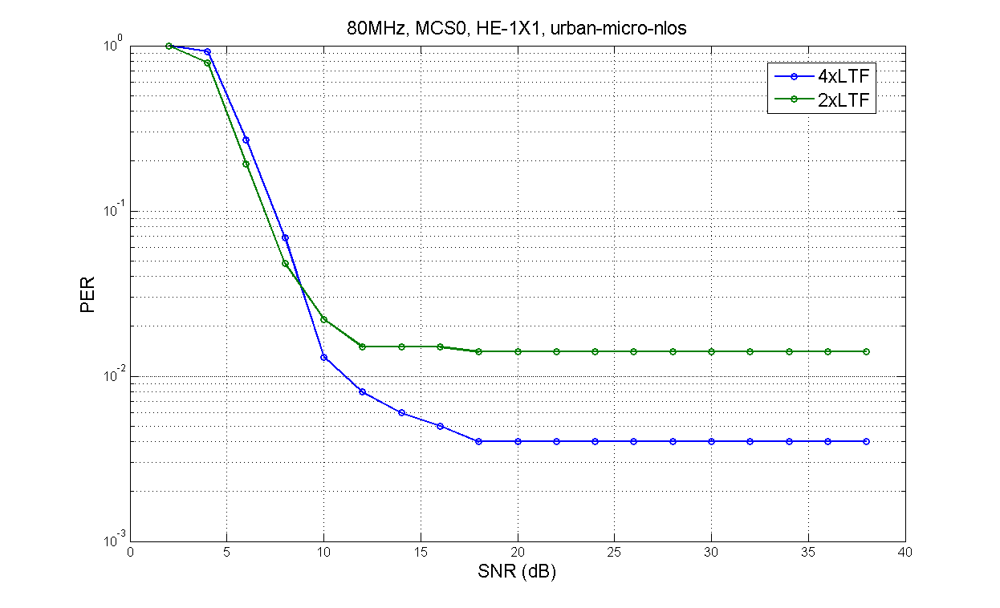 80MHz, MCS0, HE-1X1, urban-micro-nlos
4xLTF
2xLTF
PER
10^0
10^-1
10^-2
10^-3
0 5 10 15 20 25 30 35 40
SNR (dB)